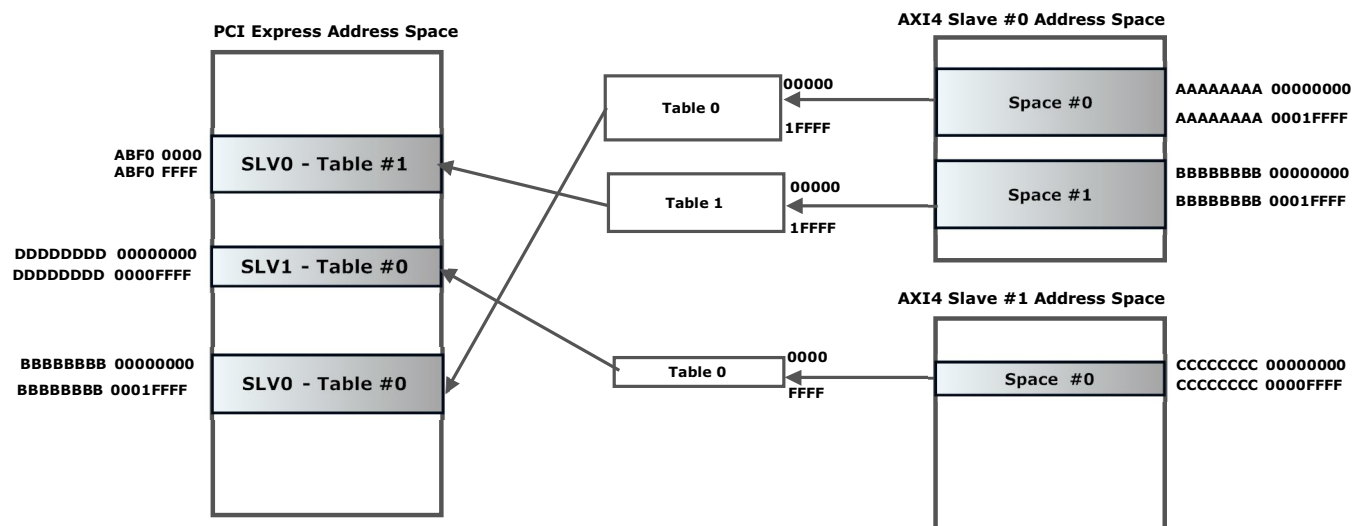 PCI Express Address Space
ABF0 0000
ABF0 FFFF
SLV0 - Table #1
DDDDDDDD 00000000
DDDDDDDD 0000FFFF
SLV1 - Table #0
BBBBBBBB 00000000
BBBBBBBB 0001FFFF
SLV0 - Table #0
Table 0
00000
1FFFF
Table 1
00000
1FFFF
Table 0
0000
FFFF
AXI4 Slave #0 Address Space
Space #0
AAAAAAAA 00000000
AAAAAAAA 0001FFFF
Space #1
BBBBBBBB 00000000
BBBBBBBB 0001FFFF
AXI4 Slave #1 Address Space
Space #0
CCCCCCCC 00000000
CCCCCCCC 0000FFFF